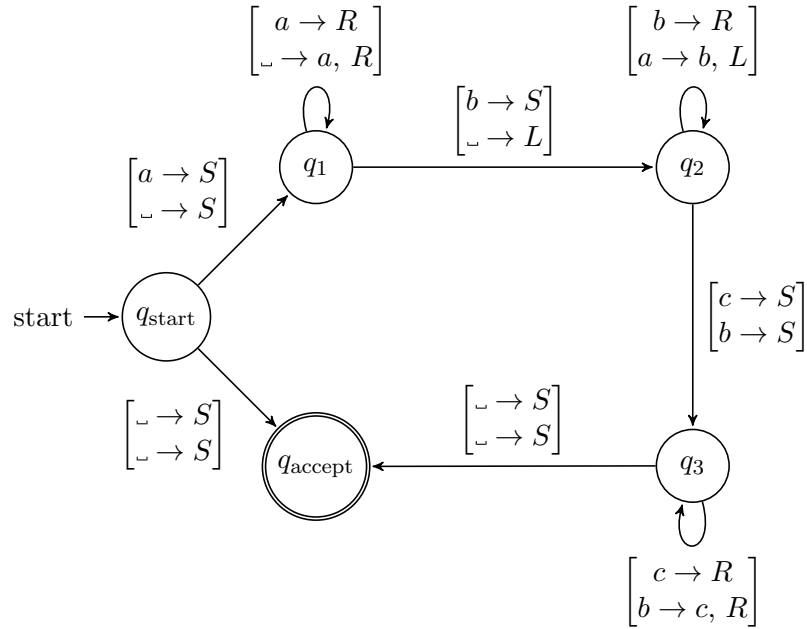 a → R
␣ → a, R
b → R
a → b, L
b → S
␣ → L
q1
q2
a → S
␣ → S
start
qstart
c → S
b → S
␣ → S
␣ → S
␣ → S
␣ → S
qaccept
q3
c → R
b → c, R